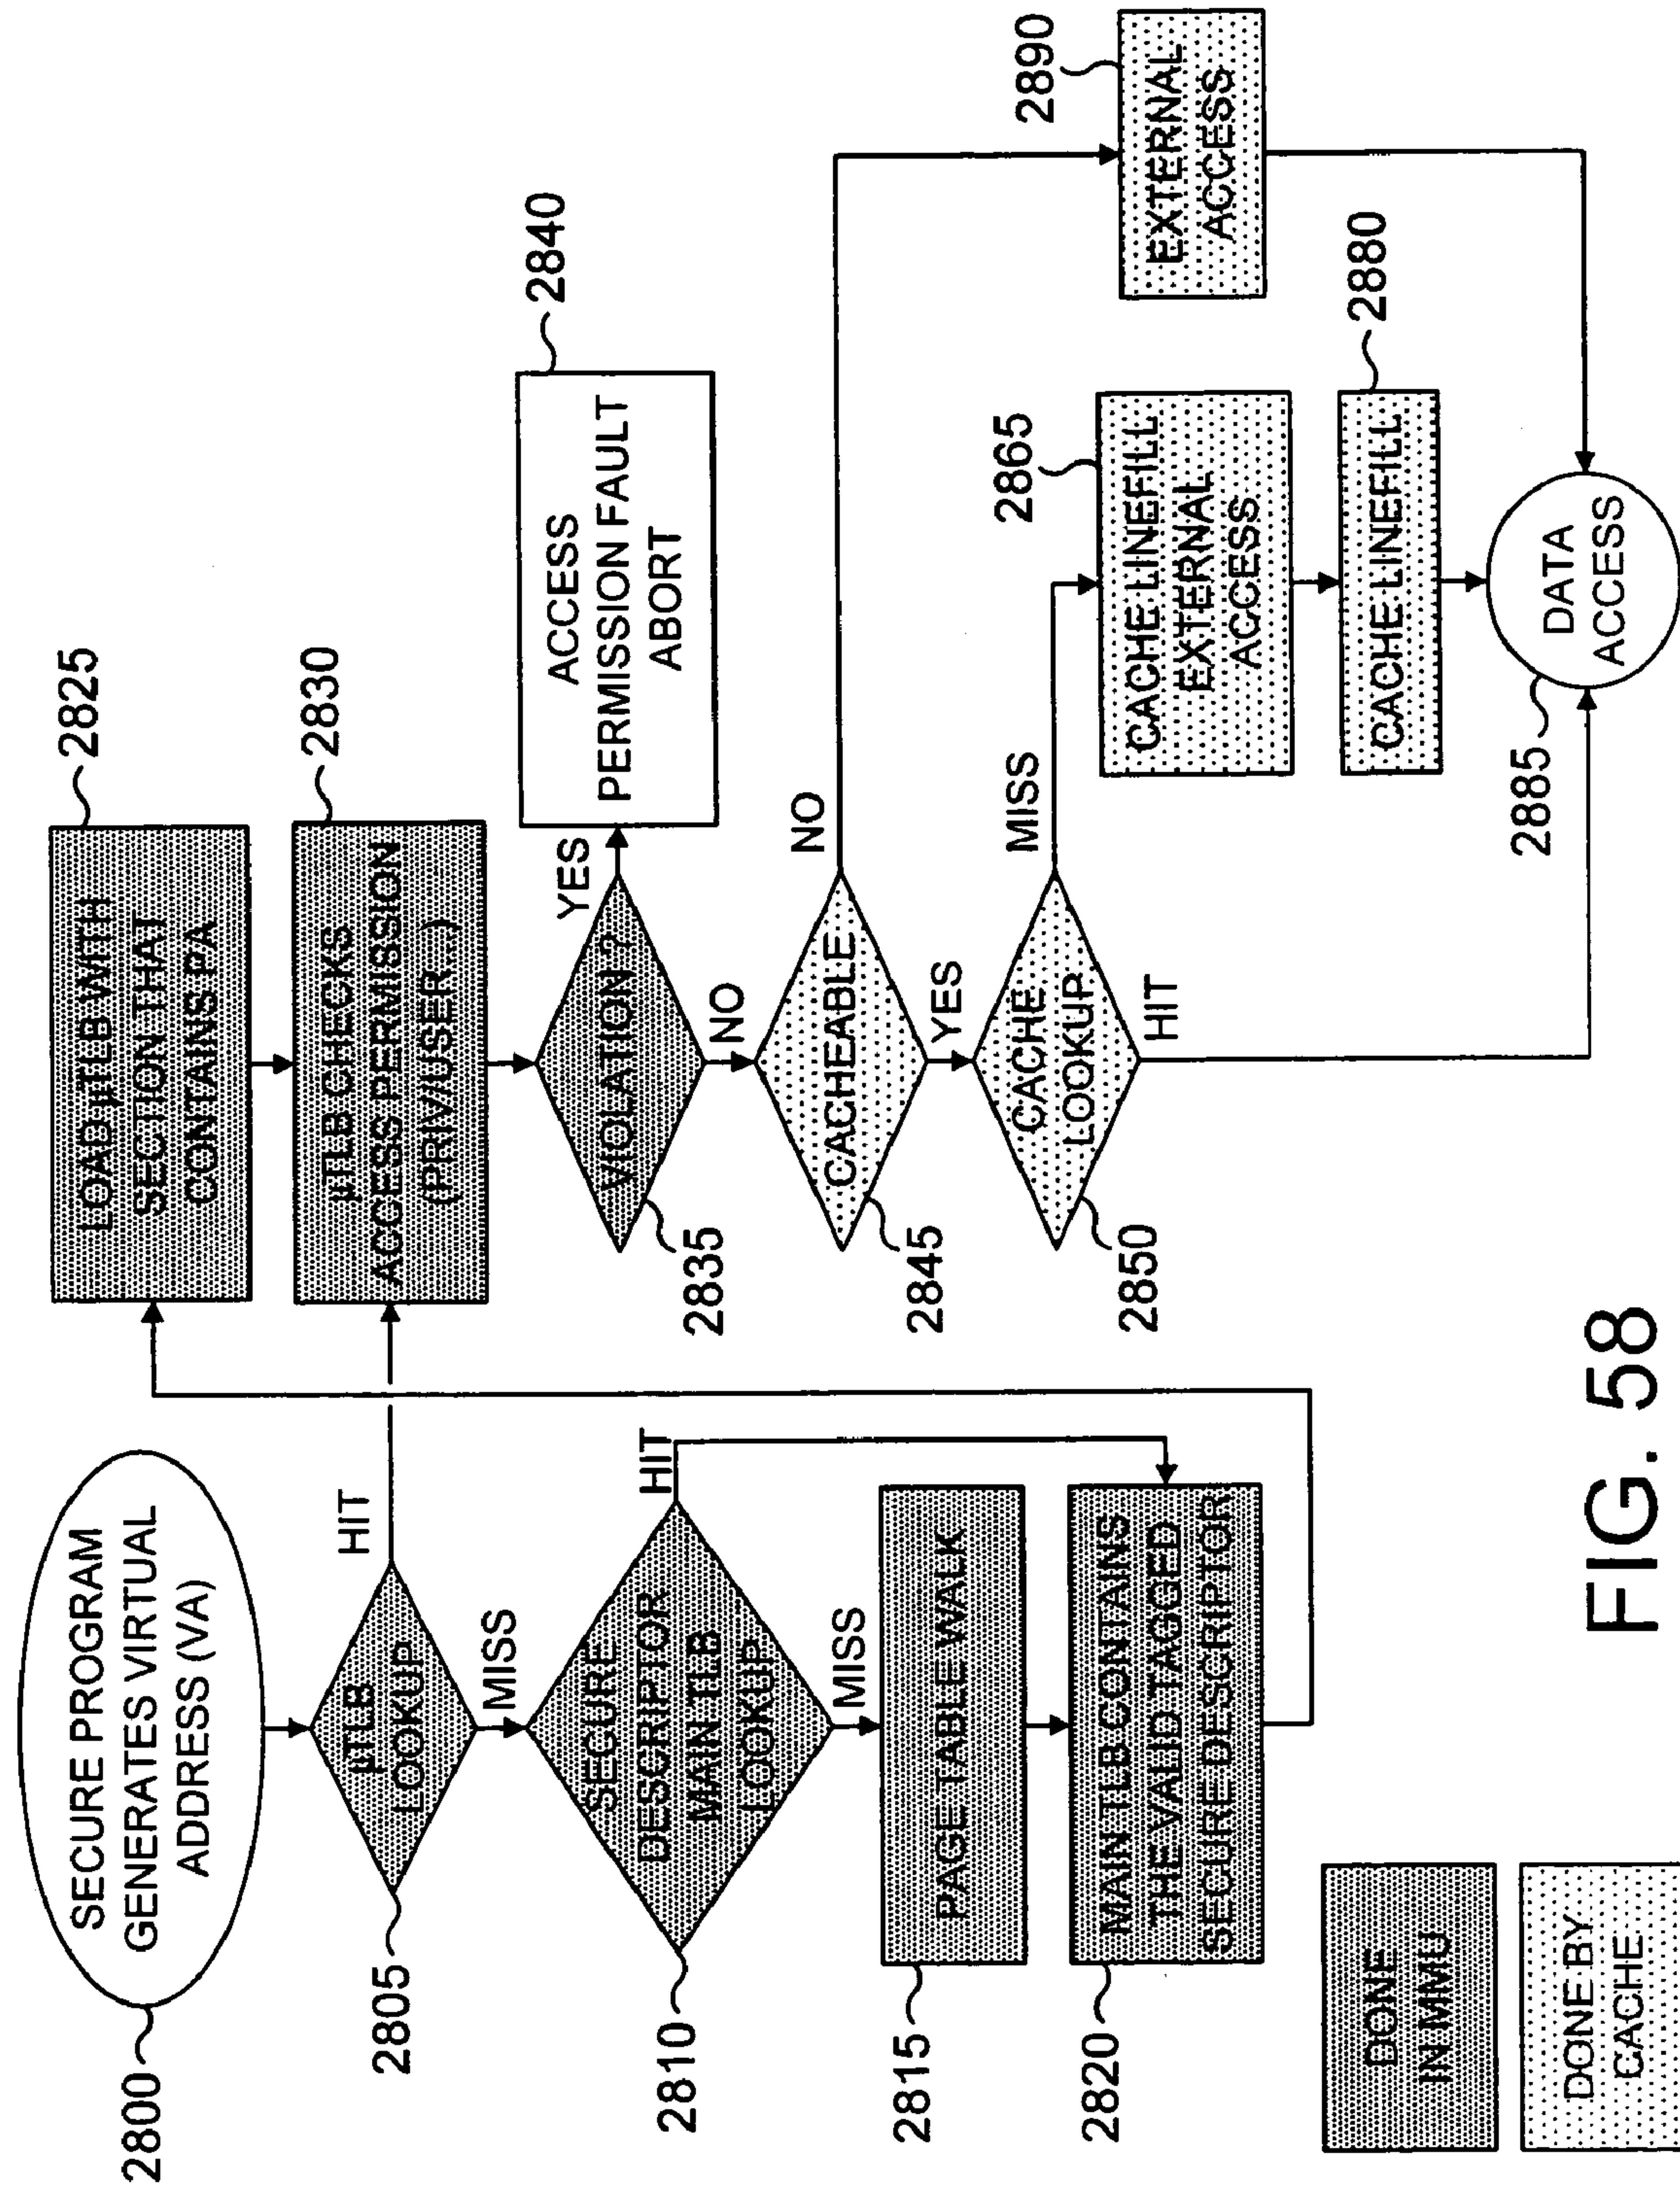 2800
SECURE PROGRAM
GENERATES VIRTUAL
ADDRESS (VA)
2805
µTLB
LOOKUP
HIT
MISS
2810
SECURE
DESCRIPTOR
MAIN TLB
LOOKUP
HIT
MISS
2815
PAGE TABLE WALK
2820
MAIN TLB CONTAINS
THE VALID TAGGED
SECURE DESCRIPTOR
2825
LOAD µTLB WITH
SECTION THAT
CONTAINS PA
2830
µTLB CHECKS
ACCESS PERMISSION
(PRIV/USER...)
2835
VIOLATION?
YES
NO
2840
ACCESS
PERMISSION FAULT
ABORT
2845
CACHEABLE
NO
YES
2850
CACHE
LOOKUP
MISS
HIT
2865
CACHE LINEFILL
EXTERNAL
ACCESS
2880
CACHE LINEFILL
2890
EXTERNAL
ACCESS
2885
DATA
ACCESS
DONE
IN MMU
DONE BY
CACHE
FIG. 58